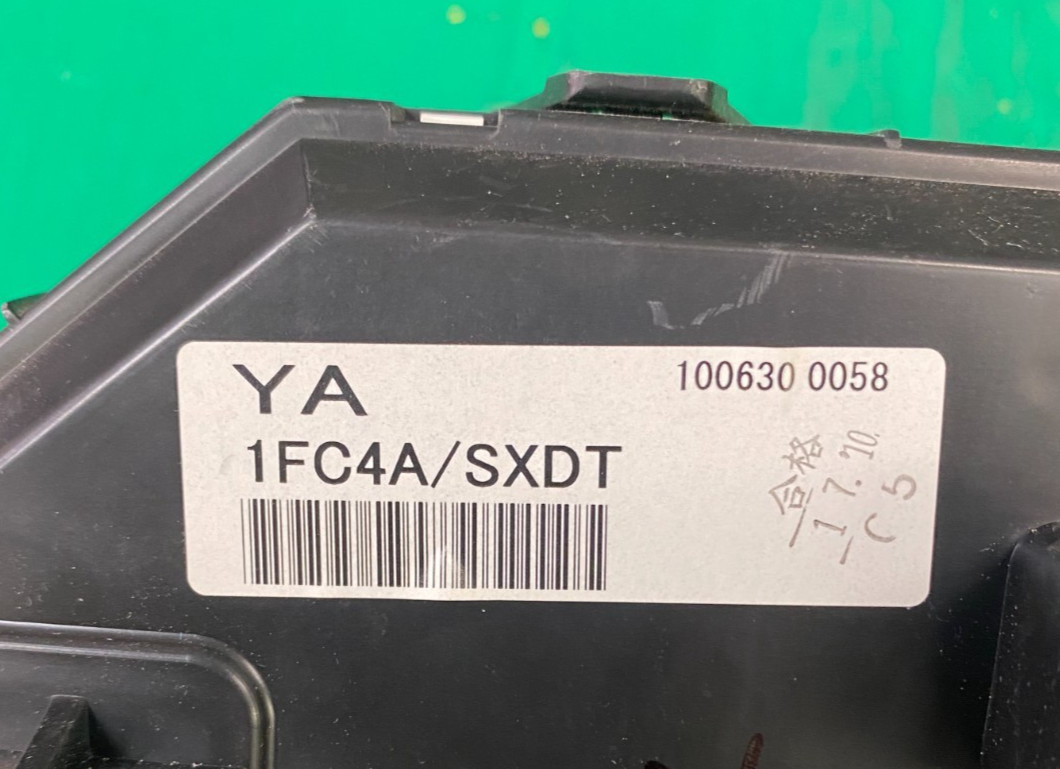 YA
100630 0058
1FC4A/SXDT
合格
17.10.
C5